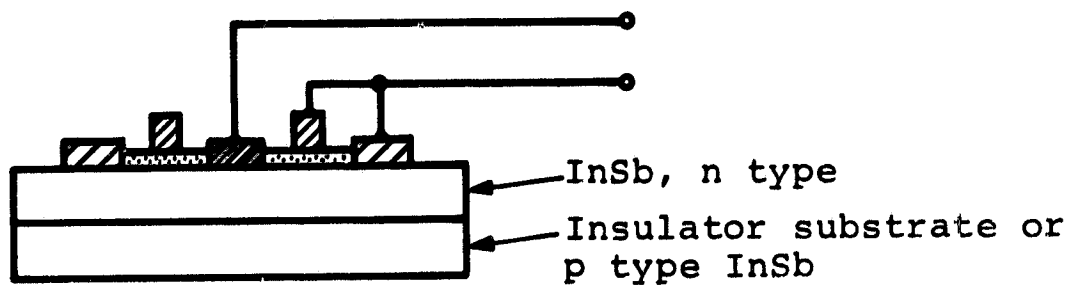 InSb, n type
Insulator substrate or
p type InSb